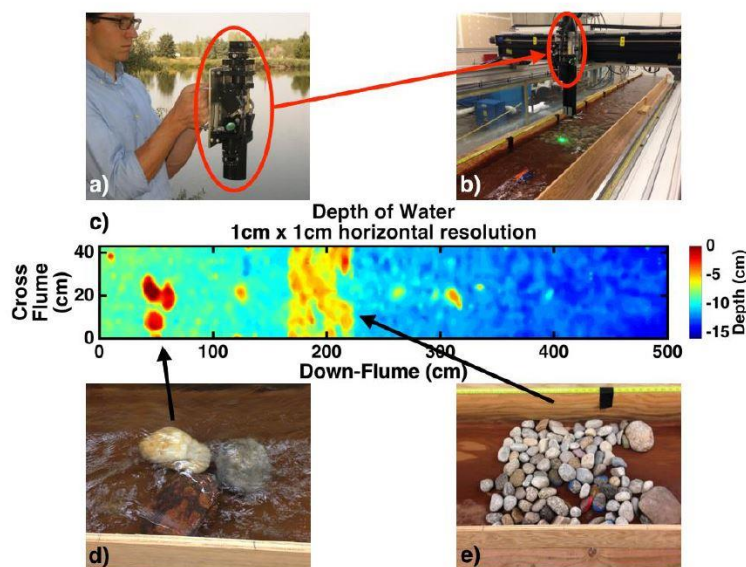 a)
b)
c)
Depth of Water
1cm x 1cm horizontal resolution
Cross
Flume
(cm)
40
20
0
0
100
200
300
400
500
Down-Flume (cm)
0
-5
-10
-15
Depth (cm)
d)
e)